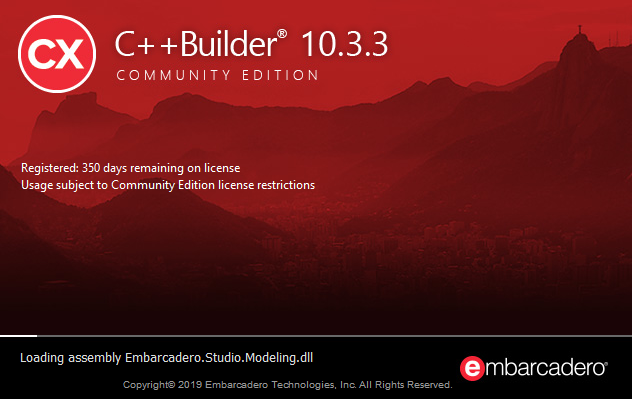 CX
C++Builder® 10.3.3
COMMUNITY EDITION
Registered: 350 days remaining on license
Usage subject to Community Edition license restrictions
Loading assembly Embarcadero.Studio.Modeling.dll
embarcadero®
Copyright© 2019 Embarcadero Technologies, Inc. All Rights Reserved.